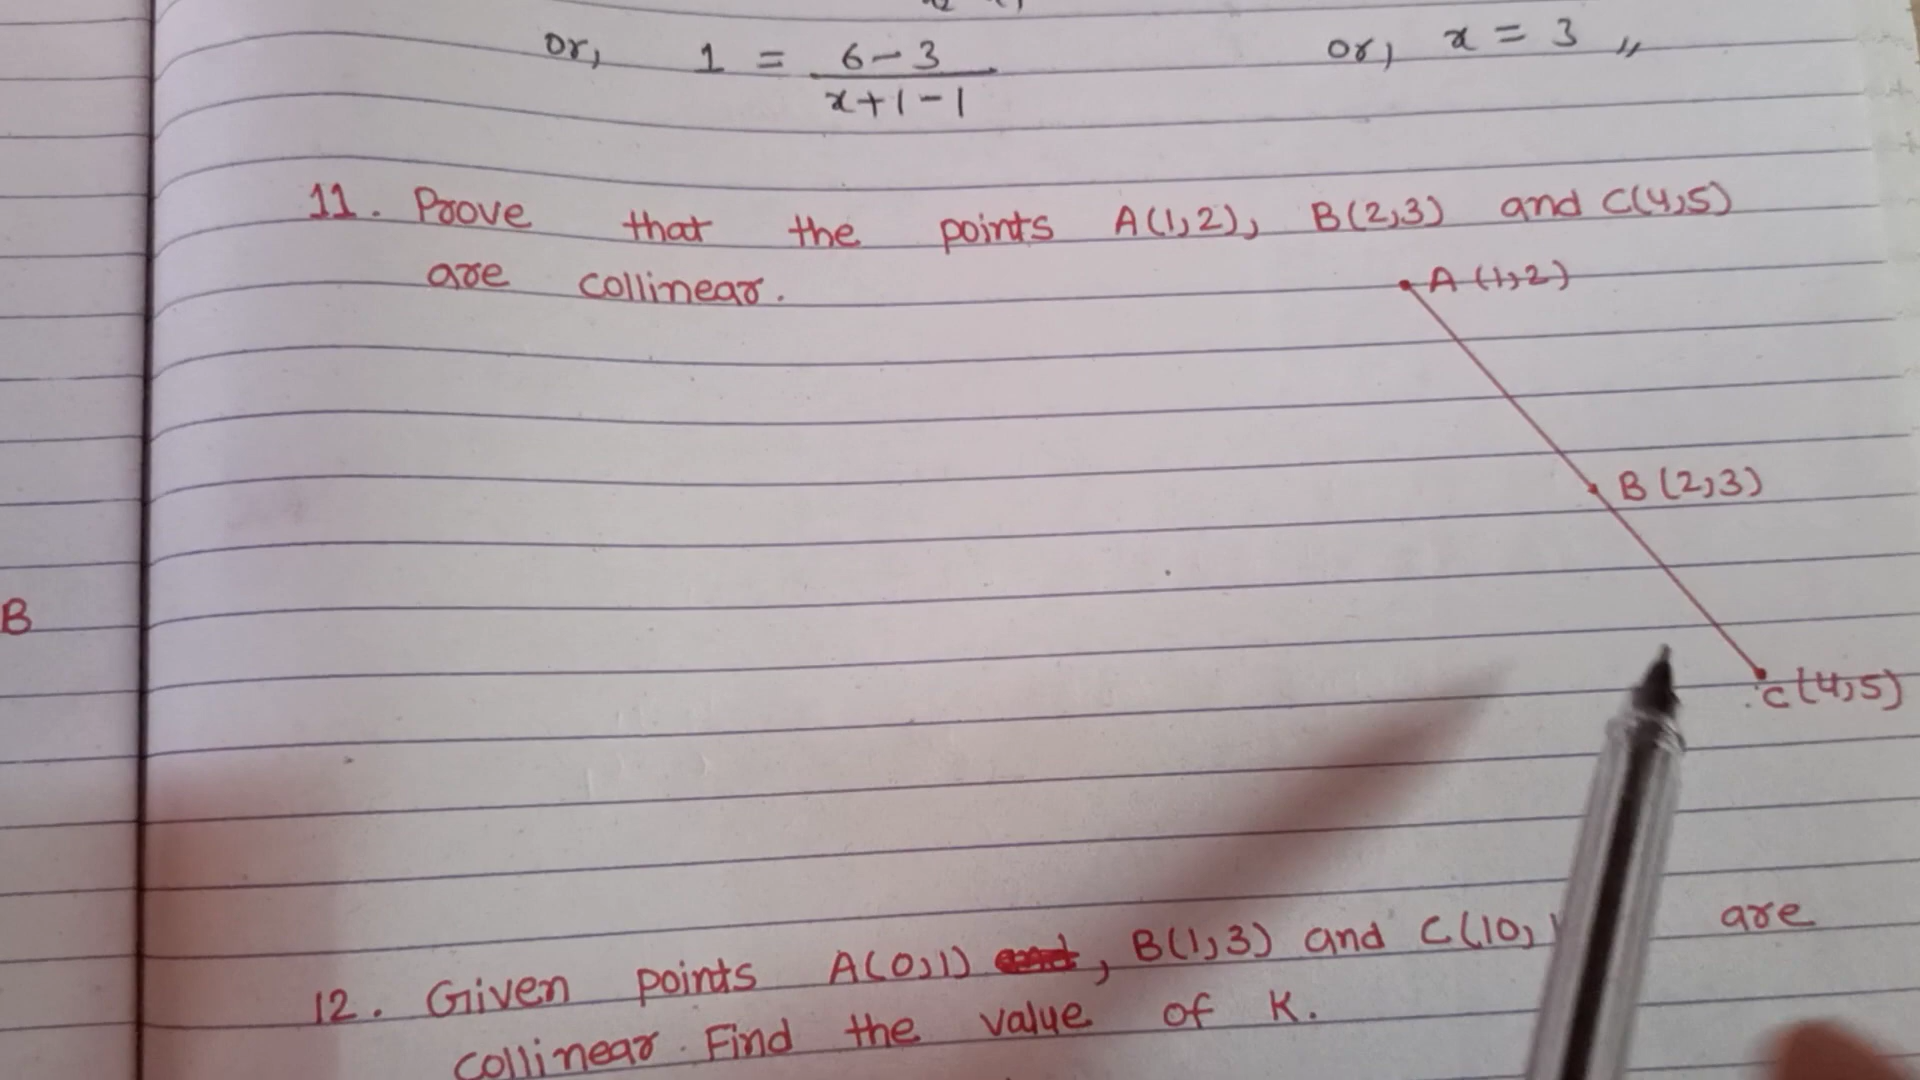 or, 1 = 6-3 / x+1-1
or, x = 3 „
11. Prove that the points A(1,2), B(2,3) and C(4,5)
are collinear.
A (1,2)
B (2,3)
B
C(4,5)
12. Given points A(0,1) , B(1,3) and C(10, are
collinear. Find the value of K.